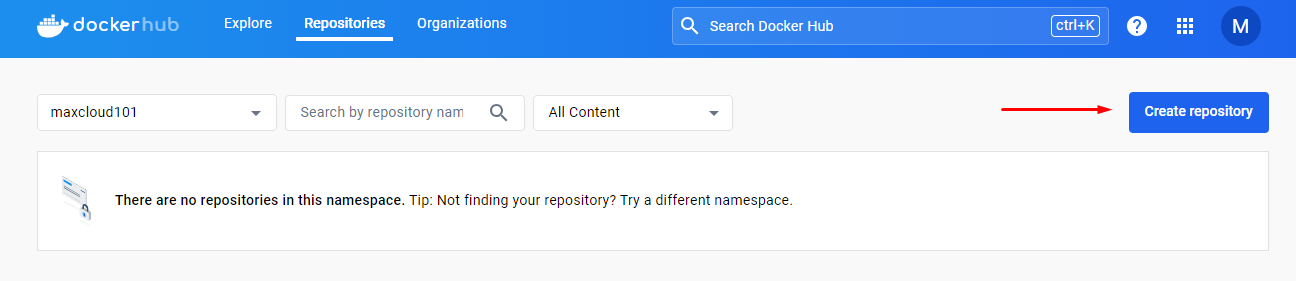 docker hub
Explore
Repositories
Organizations
Search Docker Hub
ctrl+K
?
M
maxcloud101
Search by repository nam
All Content
Create repository
There are no repositories in this namespace. Tip: Not finding your repository? Try a different namespace.